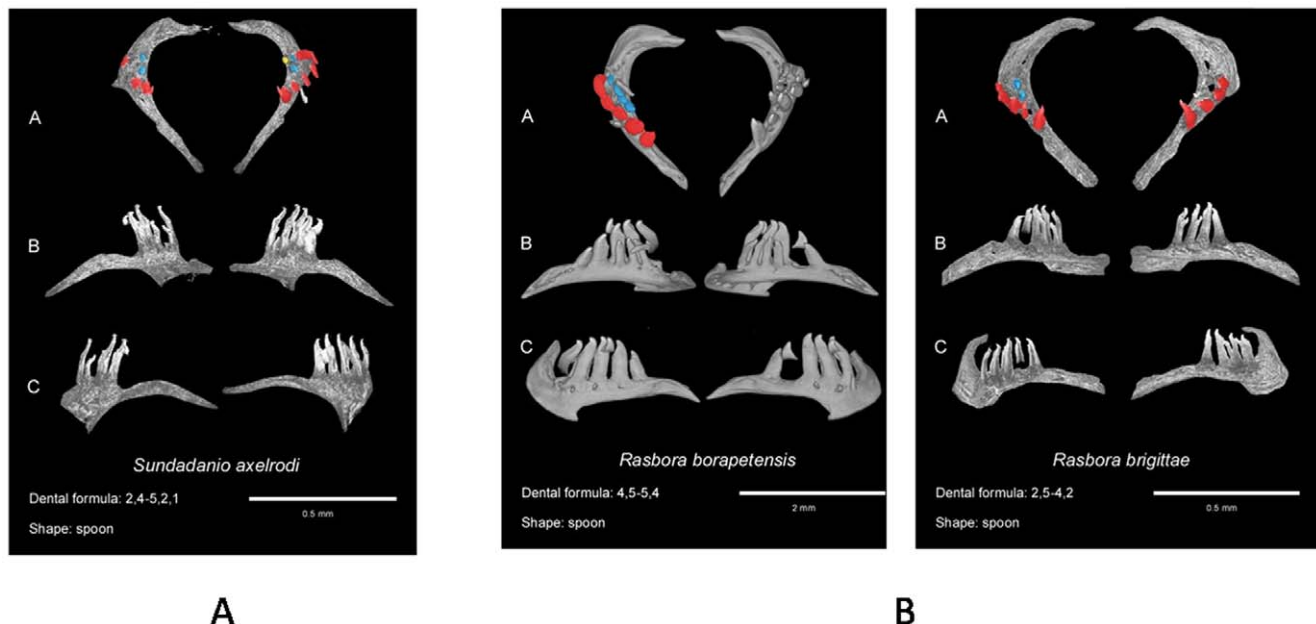 A
B
C
Sundadanio axelrodi
Dental formula: 2,4-5,2,1
0.5 mm
Shape: spoon
A
B
C
Rasbora borapetensis
Dental formula: 4,5-5,4
2 mm
Shape: spoon
A
B
C
Rasbora brigittae
Dental formula: 2,5-4,2
0.5 mm
Shape: spoon
A
B